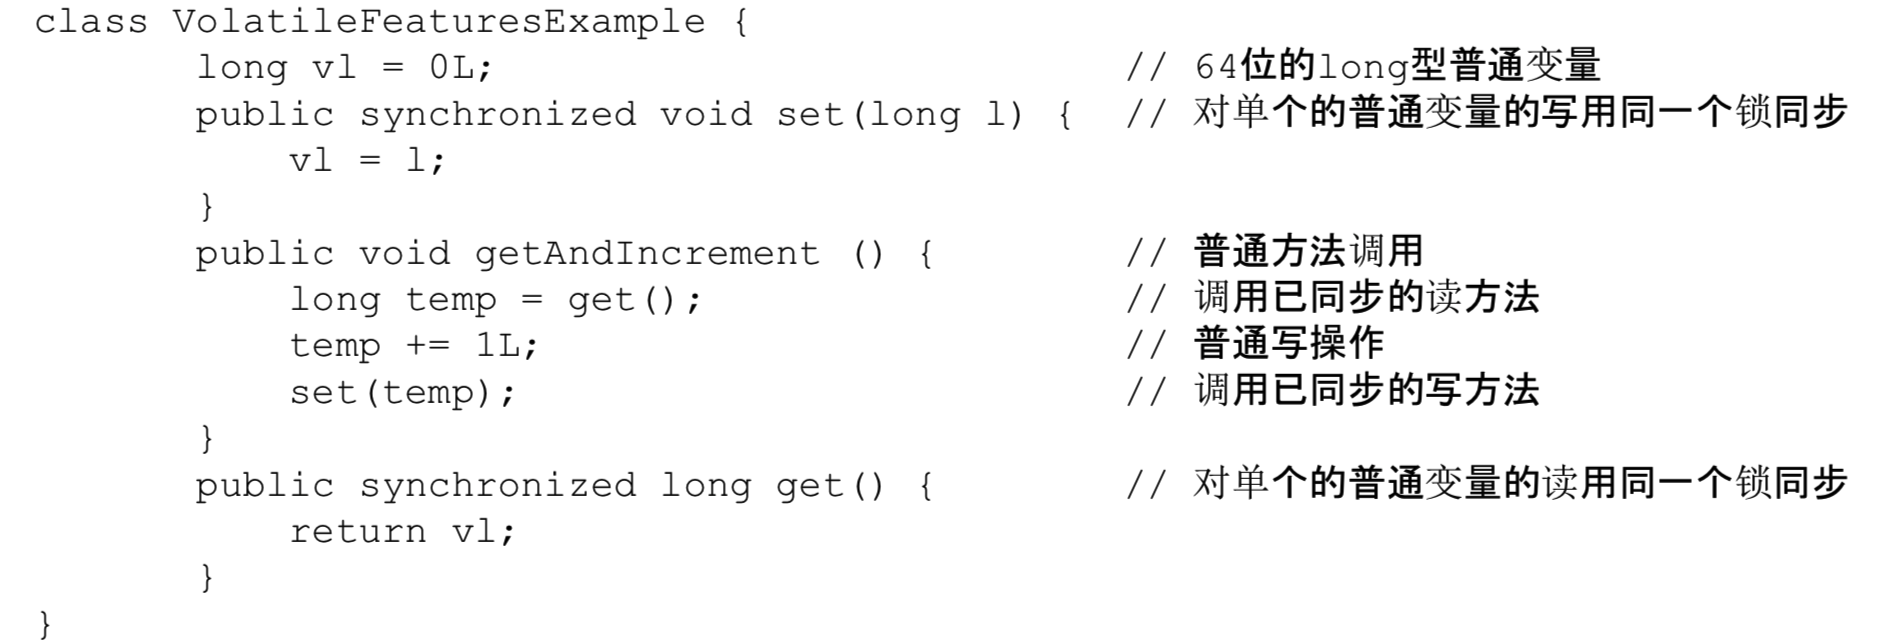 class VolatileFeaturesExample {
long vl = 0L; // 64位的long型普通变量
public synchronized void set(long l) { // 对单个的普通变量的写用同一个锁同步
vl = l;
}
public void getAndIncrement () { // 普通方法调用
long temp = get(); // 调用已同步的读方法
temp += 1L; // 普通写操作
set(temp); // 调用已同步的写方法
}
public synchronized long get() { // 对单个的普通变量的读用同一个锁同步
return vl;
}
}